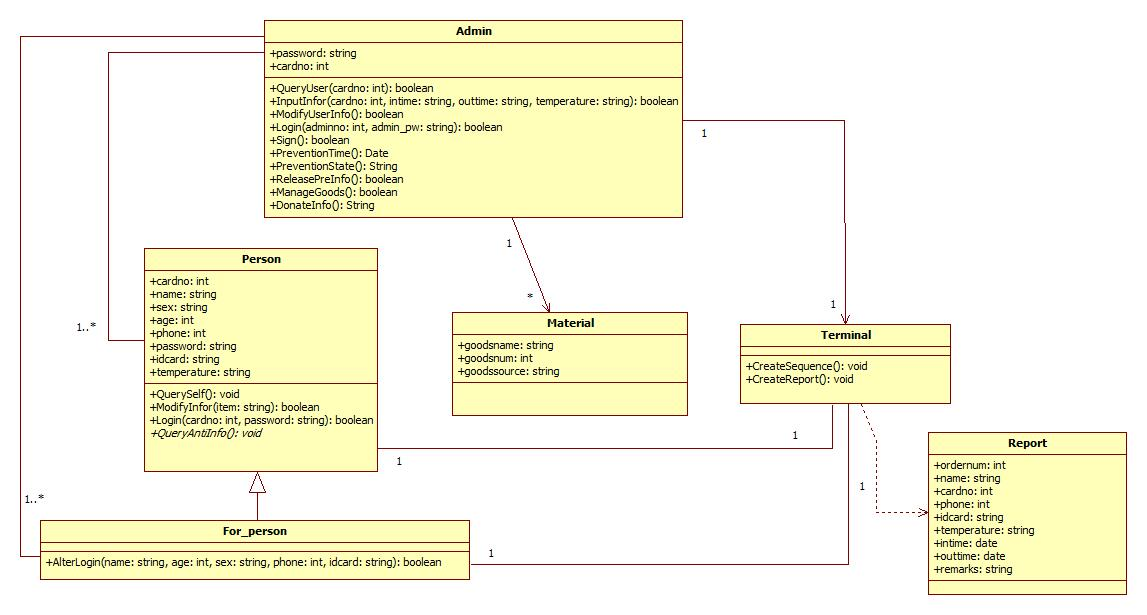 Admin
+password: string
+cardno: int
+QueryUser(cardno: int): boolean
+InputInfor(cardno: int, intime: string, outtime: string, temperature: string): boolean
+ModifyUserInfo(): boolean
+Login(adminno: int, admin_pw: string): boolean
+Sign(): boolean
+PreventionTime(): Date
+PreventionState(): String
+ReleasePreInfo(): boolean
+ManageGoods(): boolean
+DonateInfo(): String
1
1
1
*
1..*
Person
+cardno: int
+name: string
+sex: string
+age: int
+phone: int
+password: string
+idcard: string
+temperature: string
+QuerySelf(): void
+ModifyInfor(item: string): boolean
+Login(cardno: int, password: string): boolean
+QueryAntiInfo(): void
Material
+goodsname: string
+goodsnum: int
+goodssource: string
Terminal
+CreateSequence(): void
+CreateReport(): void
1
1
1
Report
+ordernum: int
+name: string
+cardno: int
+phone: int
+idcard: string
+temperature: string
+intime: date
+outtime: date
+remarks: string
1..*
For_person
+AlterLogin(name: string, age: int, sex: string, phone: int, idcard: string): boolean
1